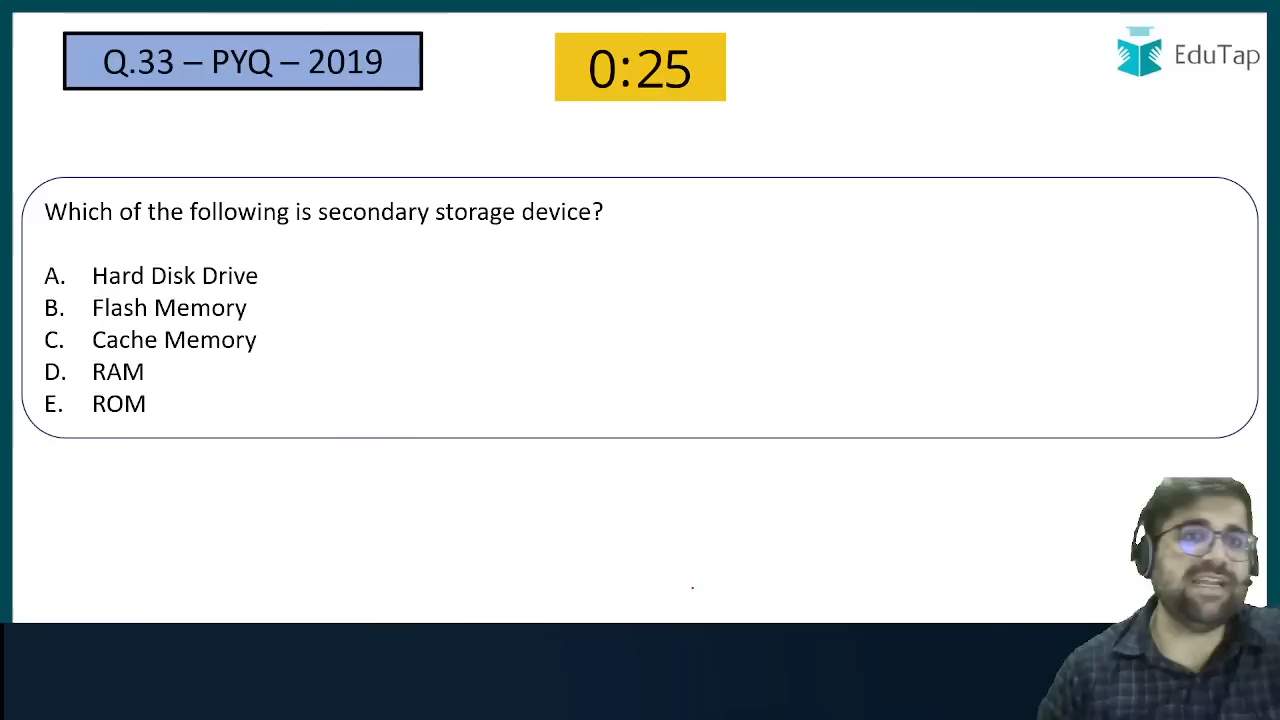 Q.33 – PYQ – 2019
0:25
EduTap
Which of the following is secondary storage device?
A. Hard Disk Drive
B. Flash Memory
C. Cache Memory
D. RAM
E. ROM